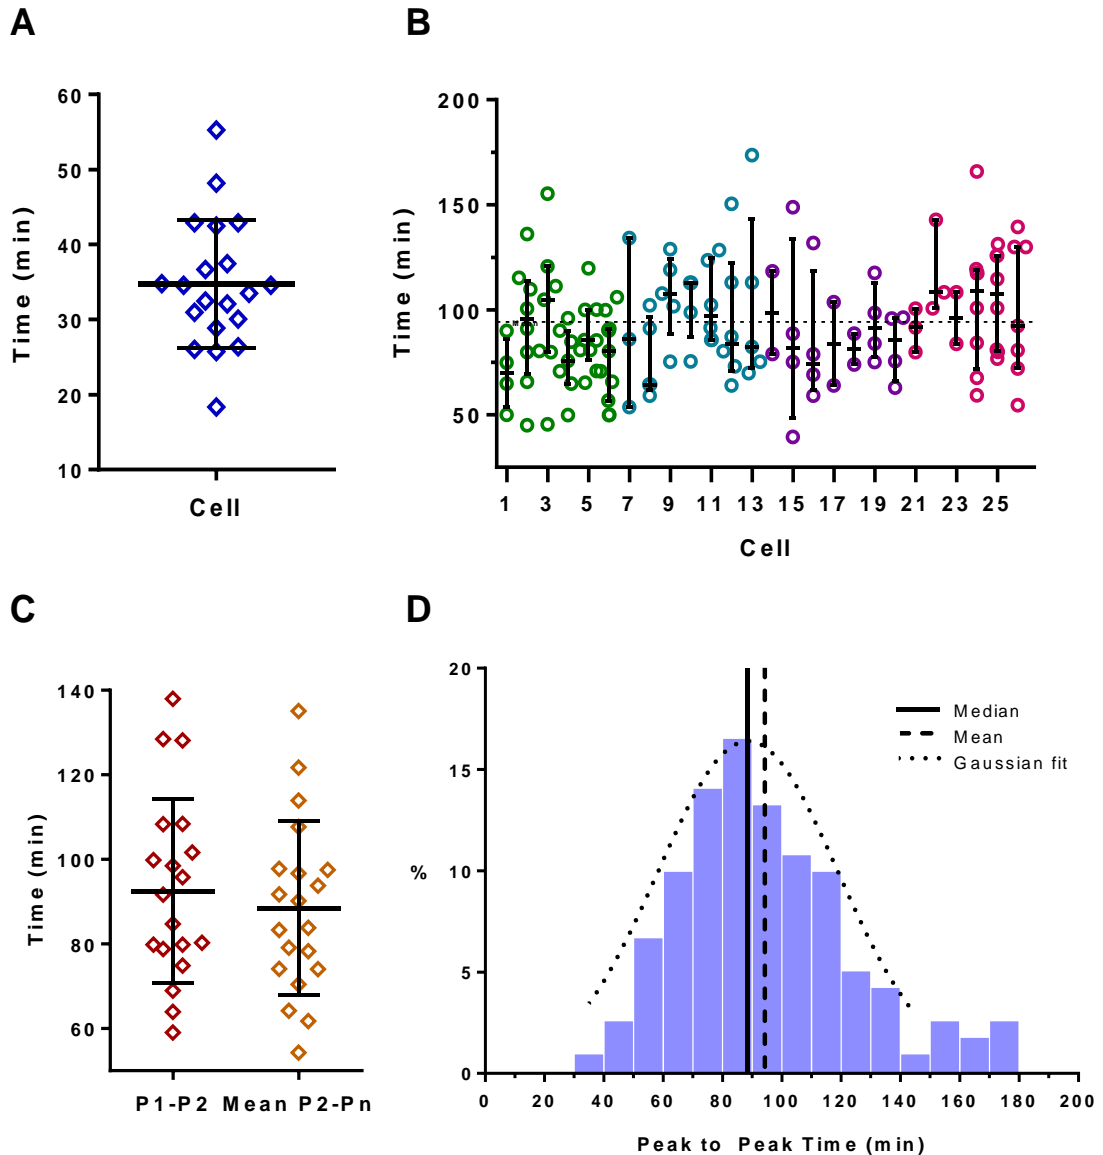 A
B
60
50
40
30
20
10
Time (min)
Cell
200
150
100
50
Time (min)
1 3 5 7 9 11 13 15 17 19 21 23 25
Cell
C
D
140
120
100
80
60
Time (min)
P1-P2 Mean P2-Pn
20
15
10
5
0
%
Median
Mean
Gaussian fit
0 20 40 60 80 100 120 140 160 180 200
Peak to Peak Time (min)